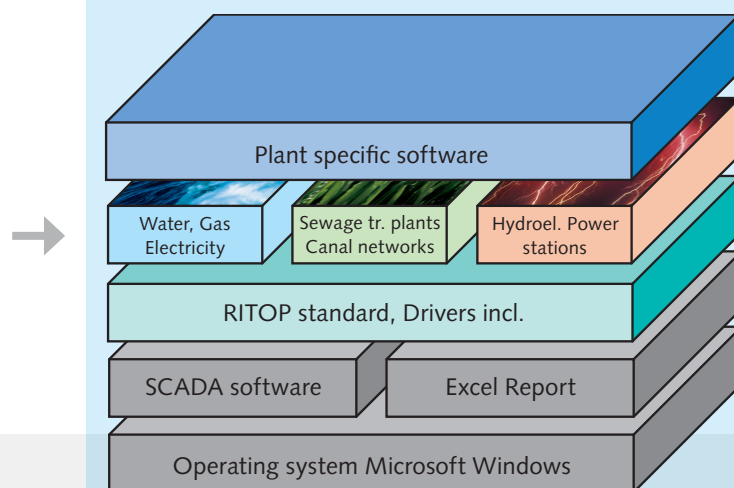 Plant specific software
Water, Gas
Electricity
Sewage tr. plants
Canal networks
Hydroel. Power
stations
RITOP standard, Drivers incl.
SCADA software
Excel Report
Operating system Microsoft Windows